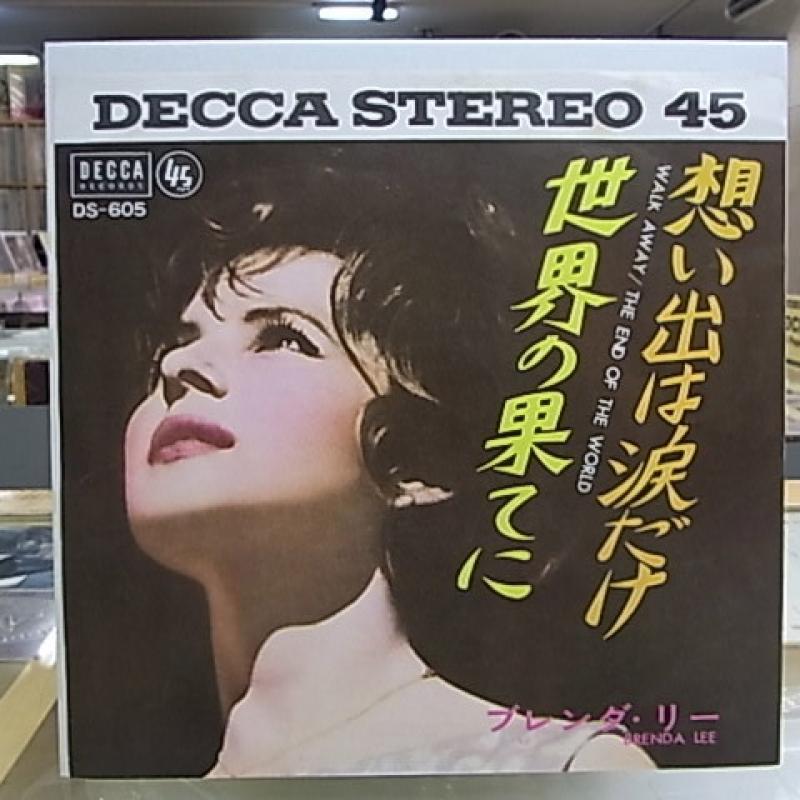 DECCA STEREO 45
DECCA
RECORDS
45
DS-605
想い出は涙だけ
WALK AWAY / THE END OF THE WORLD
世界の果てに
ブレンダ・リー
BRENDA LEE